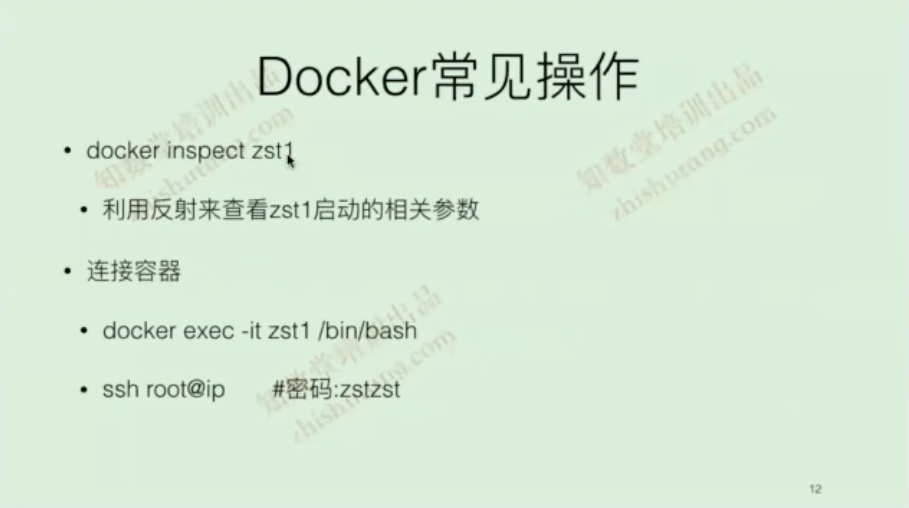 Docker常见操作
• docker inspect zst1
• 利用反射来查看zst1启动的相关参数
• 连接容器
• docker exec -it zst1 /bin/bash
• ssh root@ip #密码:zstzst
知数堂培训出品
zhishutang.com
知数堂培训出品
zhishutang.com
知数堂培训出品
zhishutang.com
12